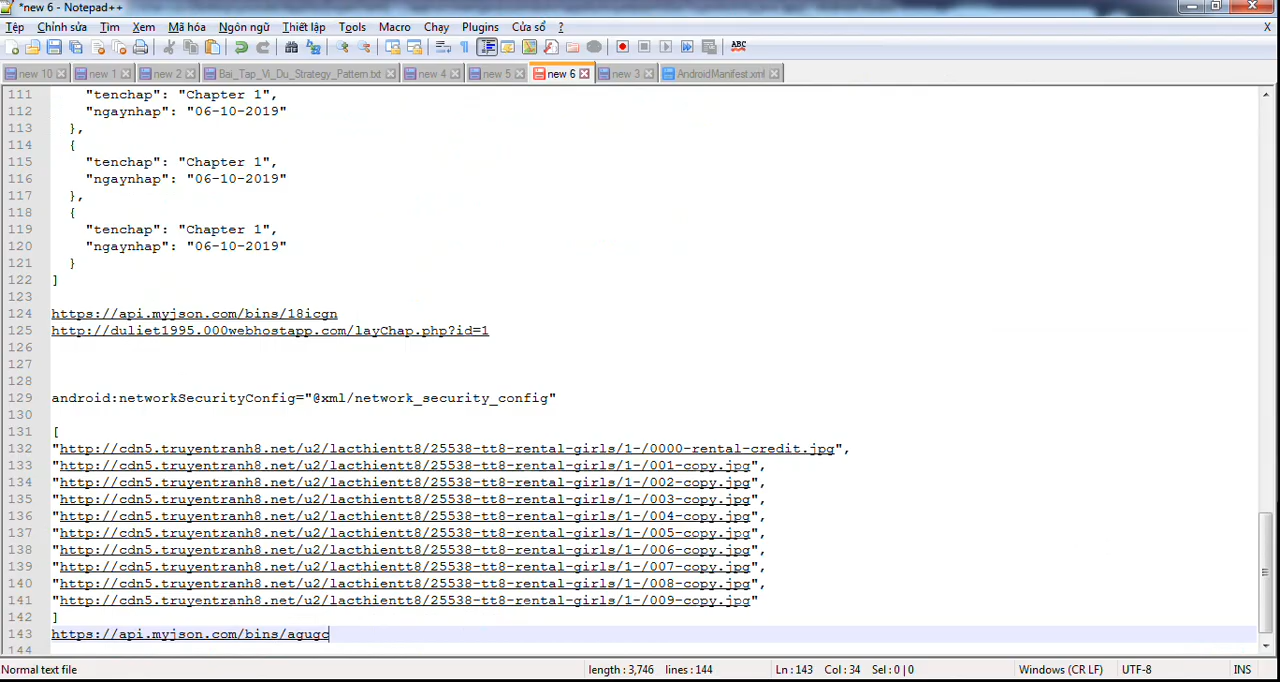 *new 6 - Notepad++
Tệp Chỉnh sửa Tìm Xem Mã hóa Ngôn ngữ Thiết lập Tools Macro Chạy Plugins Cửa sổ ? X
ABC
new 10 new 1 new 2 Bai_Tap_Vi_Du_Strategy_Pattern.txt new 4 new 5 new 6 new 3 AndroidManifest.xml
111 "tenchap": "Chapter 1",
112 "ngaynhap": "06-10-2019"
113 },
114 {
115 "tenchap": "Chapter 1",
116 "ngaynhap": "06-10-2019"
117 },
118 {
119 "tenchap": "Chapter 1",
120 "ngaynhap": "06-10-2019"
121 }
122 ]
123
124 https://api.myjson.com/bins/18icgn
125 http://duliet1995.000webhostapp.com/layChap.php?id=1
126
127
128
129 android:networkSecurityConfig="@xml/network_security_config"
130
131 [
132 "http://cdn5.truyentranh8.net/u2/lacthientt8/25538-tt8-rental-girls/1-/0000-rental-credit.jpg",
133 "http://cdn5.truyentranh8.net/u2/lacthientt8/25538-tt8-rental-girls/1-/001-copy.jpg",
134 "http://cdn5.truyentranh8.net/u2/lacthientt8/25538-tt8-rental-girls/1-/002-copy.jpg",
135 "http://cdn5.truyentranh8.net/u2/lacthientt8/25538-tt8-rental-girls/1-/003-copy.jpg",
136 "http://cdn5.truyentranh8.net/u2/lacthientt8/25538-tt8-rental-girls/1-/004-copy.jpg",
137 "http://cdn5.truyentranh8.net/u2/lacthientt8/25538-tt8-rental-girls/1-/005-copy.jpg",
138 "http://cdn5.truyentranh8.net/u2/lacthientt8/25538-tt8-rental-girls/1-/006-copy.jpg",
139 "http://cdn5.truyentranh8.net/u2/lacthientt8/25538-tt8-rental-girls/1-/007-copy.jpg",
140 "http://cdn5.truyentranh8.net/u2/lacthientt8/25538-tt8-rental-girls/1-/008-copy.jpg",
141 "http://cdn5.truyentranh8.net/u2/lacthientt8/25538-tt8-rental-girls/1-/009-copy.jpg"
142 ]
143 https://api.myjson.com/bins/agugc
144
Normal text file length : 3,746 lines : 144 Ln : 143 Col : 34 Sel : 0 | 0 Windows (CR LF) UTF-8 INS